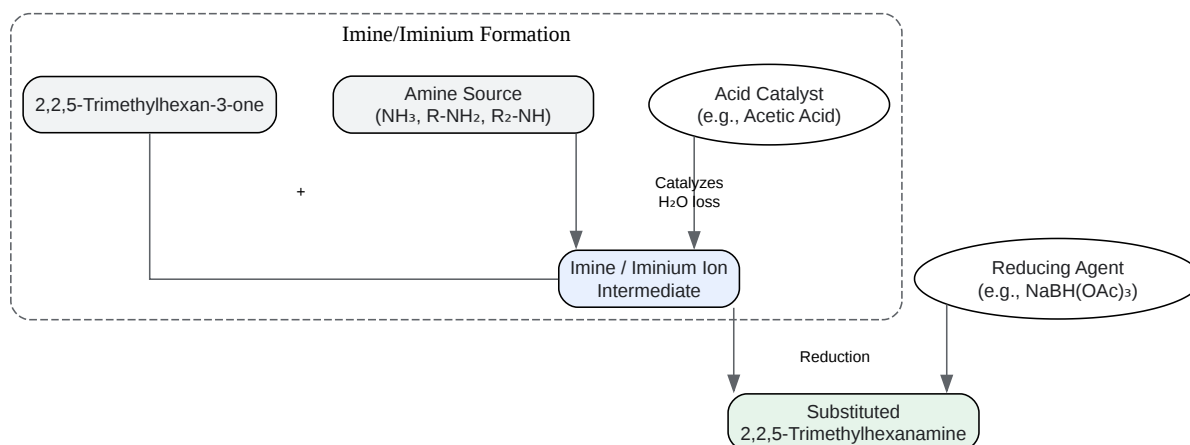 Imine/Iminium Formation
2,2,5-Trimethylhexan-3-one
Amine Source
(NH₃, R-NH₂, R₂-NH)
Acid Catalyst
(e.g., Acetic Acid)
+
Catalyzes
H₂O loss
Imine / Iminium Ion
Intermediate
Reducing Agent
(e.g., NaBH(OAc)₃)
Reduction
Substituted
2,2,5-Trimethylhexanamine